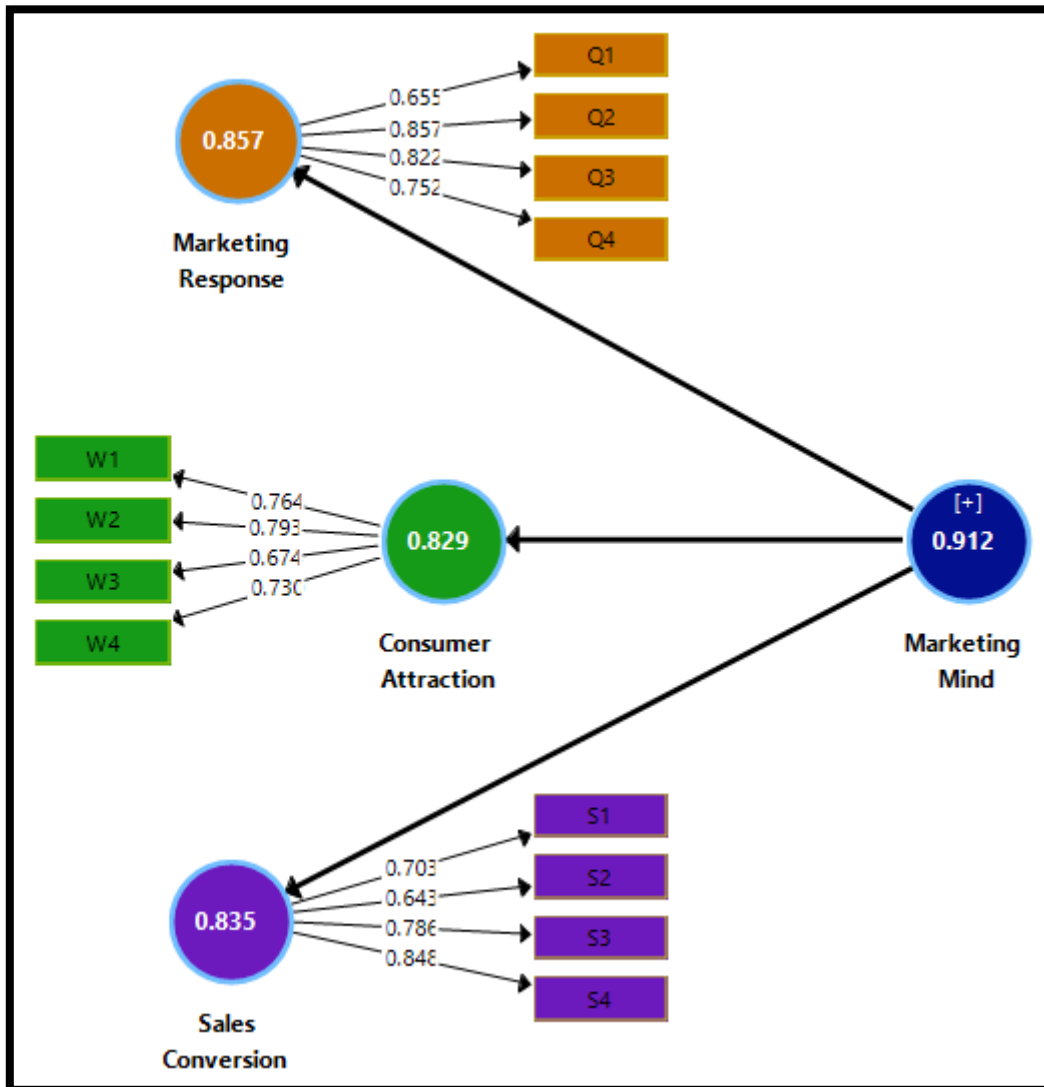 Q1
0.655
Q2
0.857
0.857
0.822
Q3
0.752
Q4
Marketing
Response
W1
0.764
W2
0.793
0.829
0.674
W3
0.730
W4
Consumer
Attraction
[+]
0.912
Marketing
Mind
S1
0.703
S2
0.643
0.835
0.786
S3
0.848
S4
Sales
Conversion